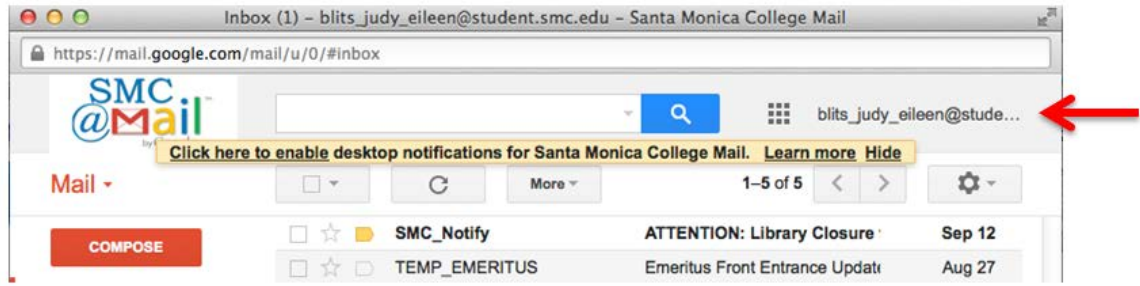 Inbox (1) – blits_judy_eileen@student.smc.edu – Santa Monica College Mail
https://mail.google.com/mail/u/0/#inbox
SMC
@Mail
by
blits_judy_eileen@stude...
Click here to enable desktop notifications for Santa Monica College Mail. Learn more Hide
Mail
More
1–5 of 5
COMPOSE
SMC_Notify ATTENTION: Library Closure Sep 12
TEMP_EMERITUS Emeritus Front Entrance Update Aug 27